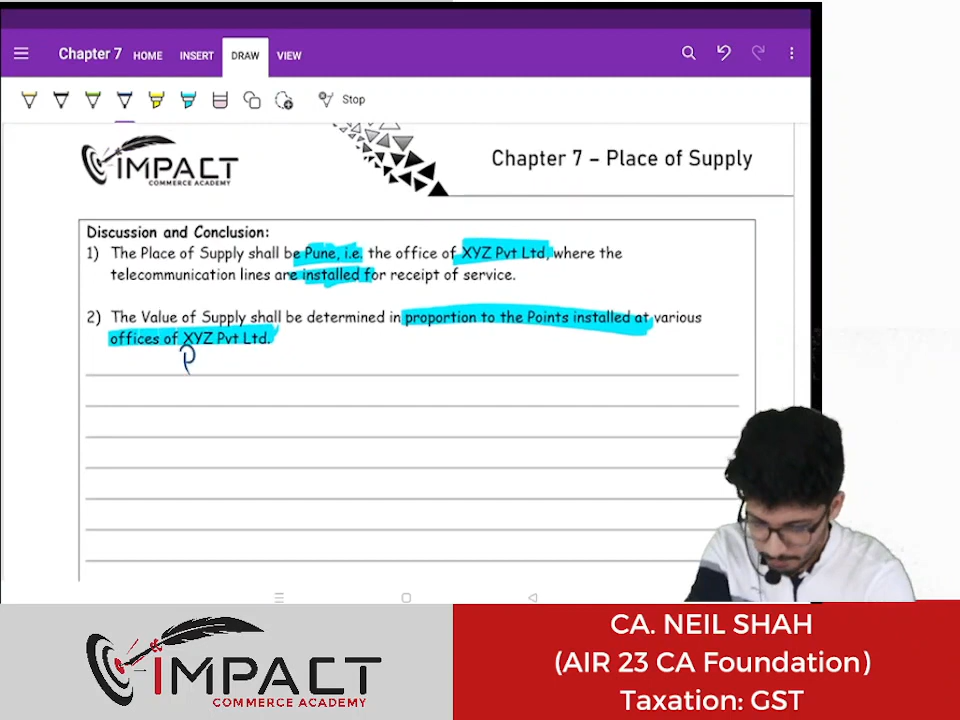 Chapter 7 HOME INSERT DRAW VIEW
Stop
IMPACT
COMMERCE ACADEMY
Chapter 7 – Place of Supply
Discussion and Conclusion:
1) The Place of Supply shall be Pune, i.e. the office of XYZ Pvt Ltd, where the
telecommunication lines are installed for receipt of service.
2) The Value of Supply shall be determined in proportion to the Points installed at various
offices of XYZ Pvt Ltd.
P
IMPACT
COMMERCE ACADEMY
CA. NEIL SHAH
(AIR 23 CA Foundation)
Taxation: GST